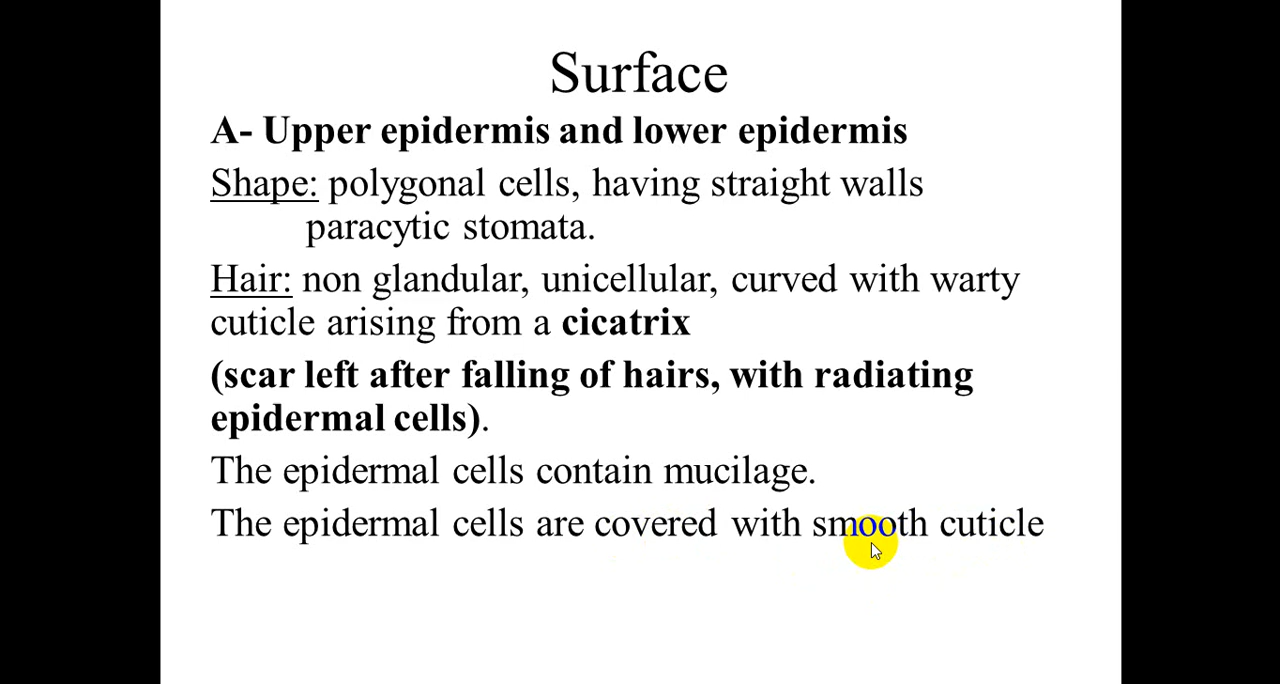 Surface
A- Upper epidermis and lower epidermis
Shape: polygonal cells, having straight walls
paracytic stomata.
Hair: non glandular, unicellular, curved with warty
cuticle arising from a cicatrix
(scar left after falling of hairs, with radiating
epidermal cells).
The epidermal cells contain mucilage.
The epidermal cells are covered with smooth cuticle